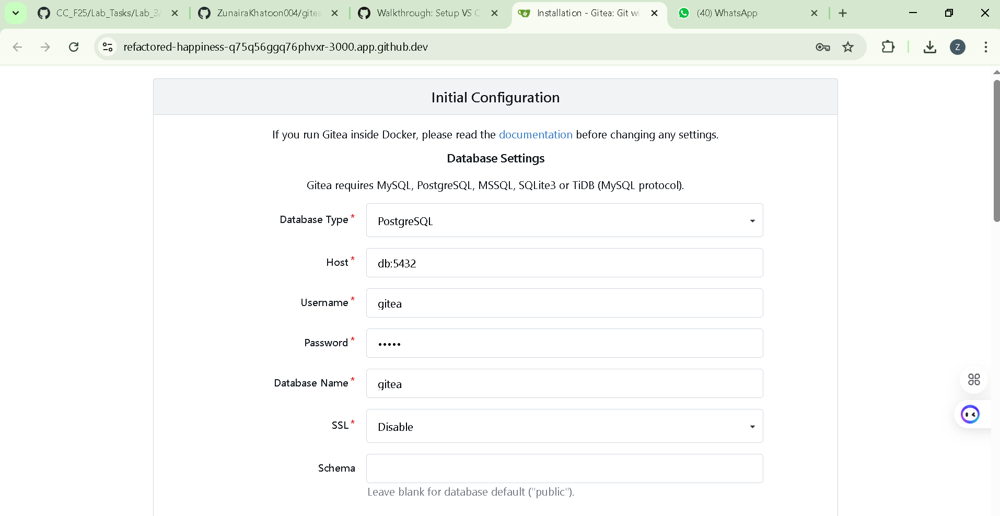 CC_F25/Lab_Tasks/Lab_3/
ZunairaKhatoon004/gitea
Walkthrough: Setup VS C
Installation - Gitea: Git wi
(40) WhatsApp
refactored-happiness-q75q56ggq76phvxr-3000.app.github.dev
Z
Initial Configuration
If you run Gitea inside Docker, please read the documentation before changing any settings.
Database Settings
Gitea requires MySQL, PostgreSQL, MSSQL, SQLite3 or TiDB (MySQL protocol).
Database Type *
PostgreSQL
Host *
db:5432
Username *
gitea
Password *
•••••
Database Name *
gitea
SSL *
Disable
Schema
Leave blank for database default ("public").